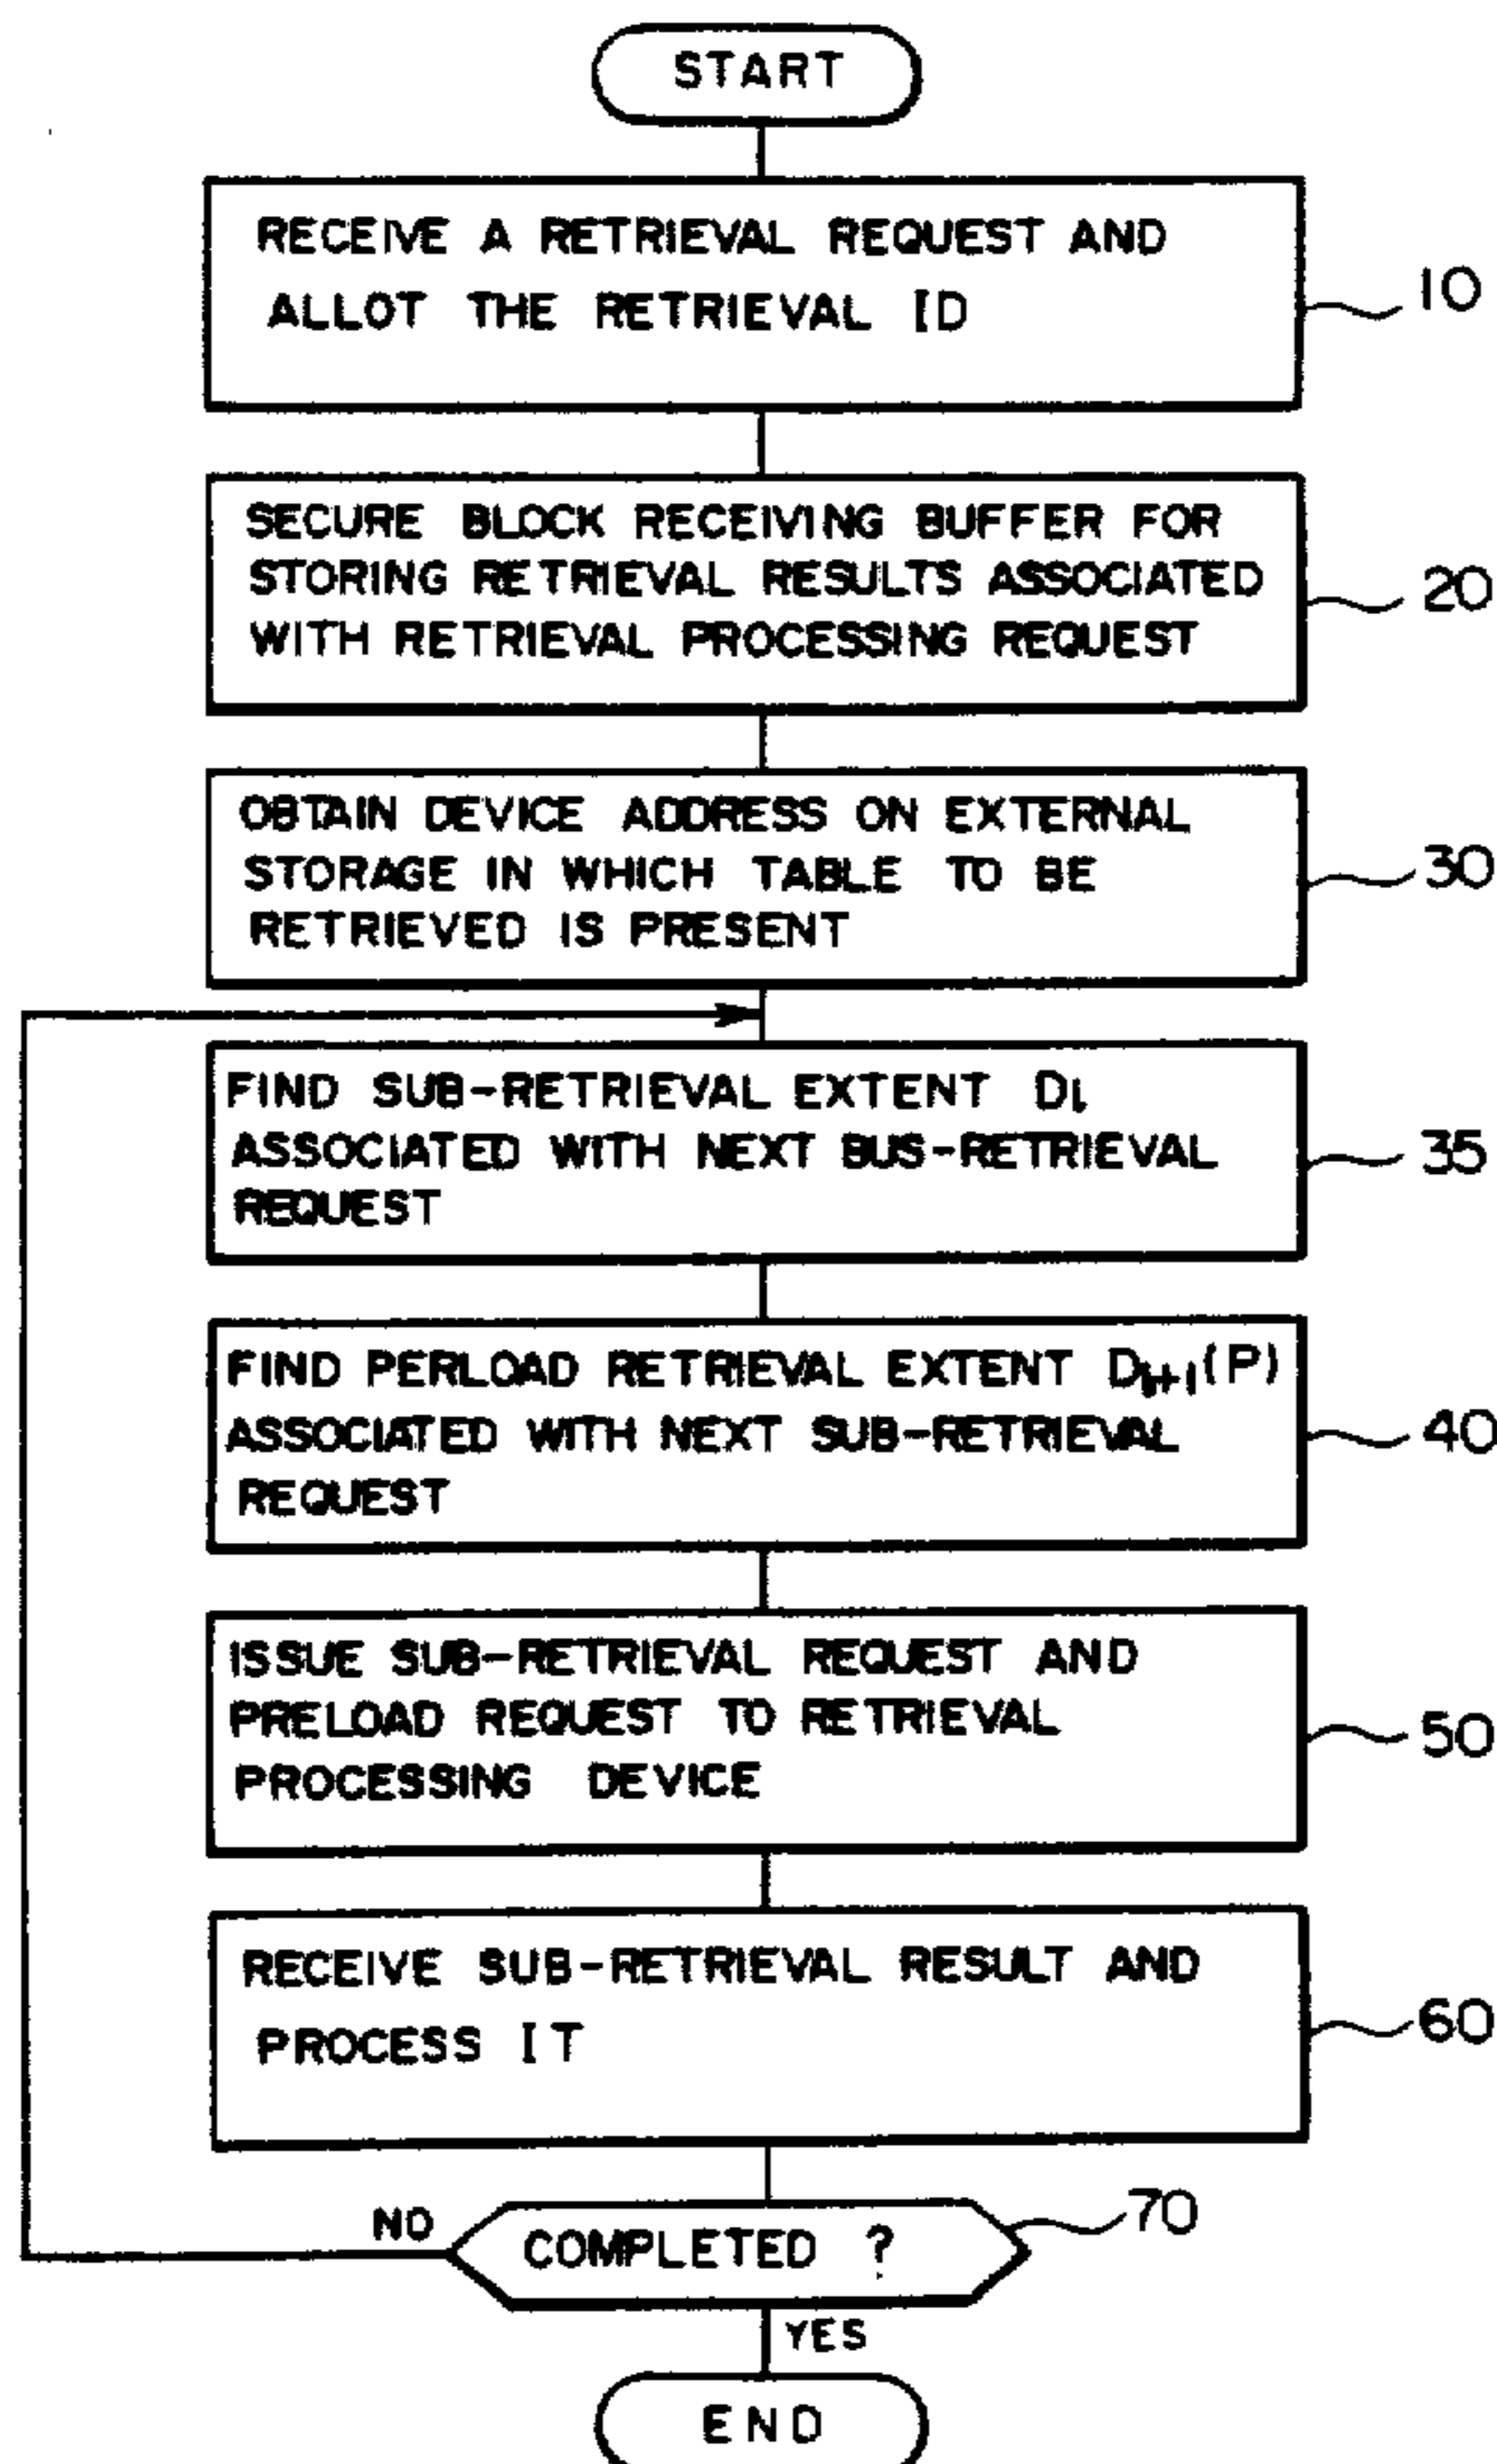 START
RECEIVE A RETRIEVAL REQUEST AND
ALLOT THE RETRIEVAL ID
10
SECURE BLOCK RECEIVING BUFFER FOR
STORING RETRIEVAL RESULTS ASSOCIATED
WITH RETRIEVAL PROCESSING REQUEST
20
OBTAIN DEVICE ADDRESS ON EXTERNAL
STORAGE IN WHICH TABLE TO BE
RETRIEVED IS PRESENT
30
FIND SUB-RETRIEVAL EXTENT Di
ASSOCIATED WITH NEXT BUS-RETRIEVAL
REQUEST
35
FIND PERLOAD RETRIEVAL EXTENT Di+1(P)
ASSOCIATED WITH NEXT SUB-RETRIEVAL
REQUEST
40
ISSUE SUB-RETRIEVAL REQUEST AND
PRELOAD REQUEST TO RETRIEVAL
PROCESSING DEVICE
50
RECEIVE SUB-RETRIEVAL RESULT AND
PROCESS IT
60
NO
COMPLETED ?
70
YES
END